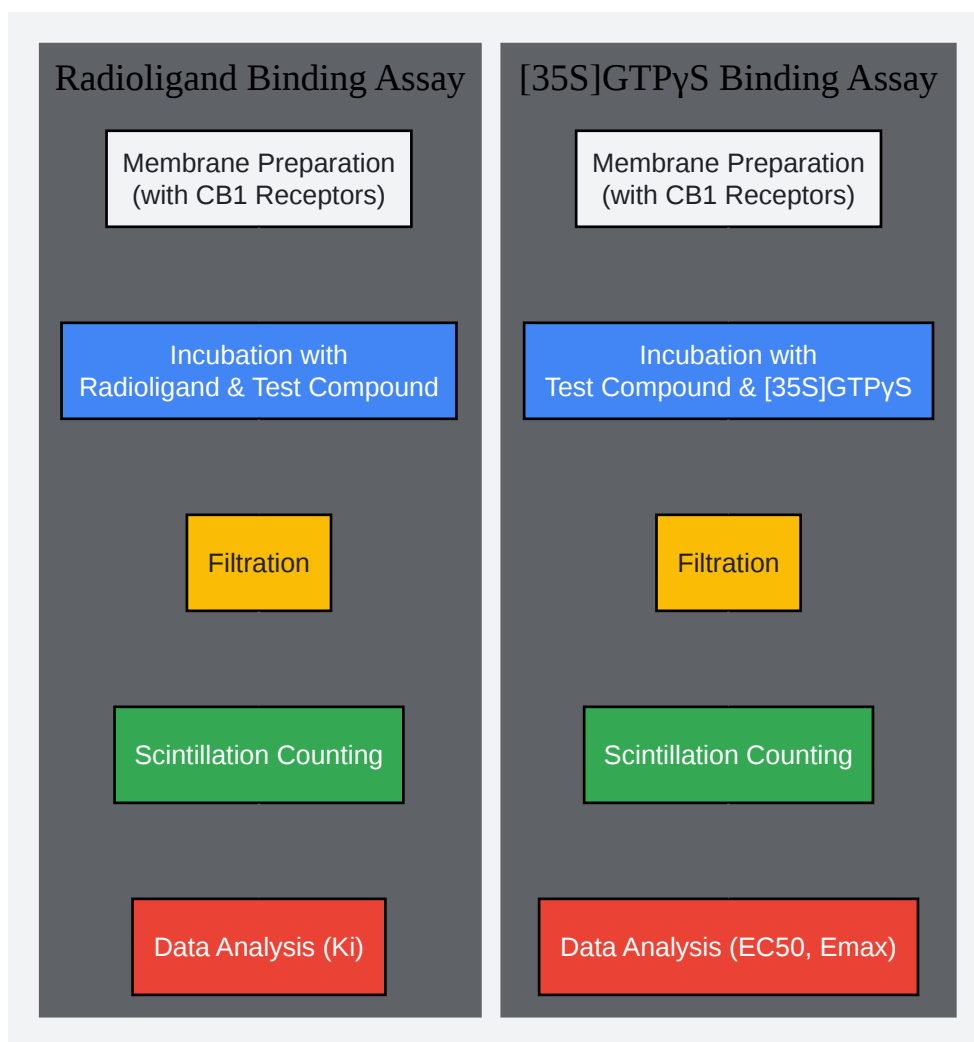 Radioligand Binding Assay
Membrane Preparation
(with CB1 Receptors)
Incubation with
Radioligand & Test Compound
Filtration
Scintillation Counting
Data Analysis (Ki)
[35S]GTPγS Binding Assay
Membrane Preparation
(with CB1 Receptors)
Incubation with
Test Compound & [35S]GTPγS
Filtration
Scintillation Counting
Data Analysis (EC50, Emax)